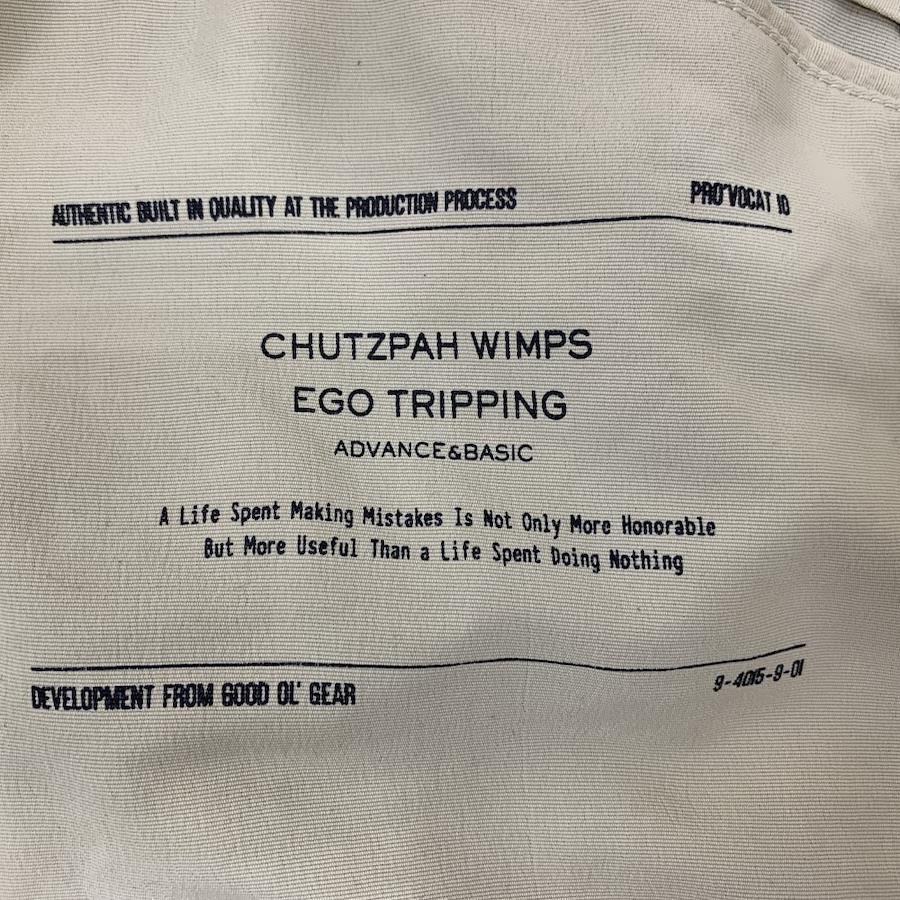 AUTHENTIC BUILT IN QUALITY AT THE PRODUCTION PROCESS PRO'VOCAT ID
CHUTZPAH WIMPS
EGO TRIPPING
ADVANCE&BASIC
A Life Spent Making Mistakes Is Not Only More Honorable
But More Useful Than a Life Spent Doing Nothing
DEVELOPMENT FROM GOOD OL' GEAR 9-4015-9-01